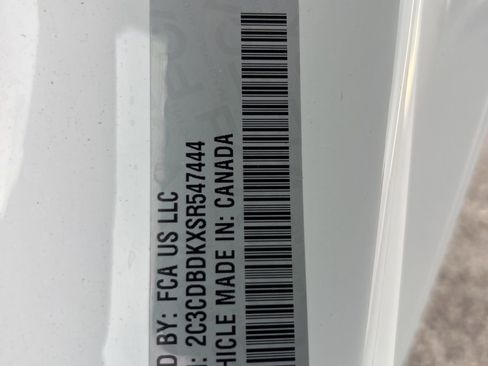 D BY: FCA US LLC
: 2C3CDBDKXSR547444
HICLE MADE IN: CANADA